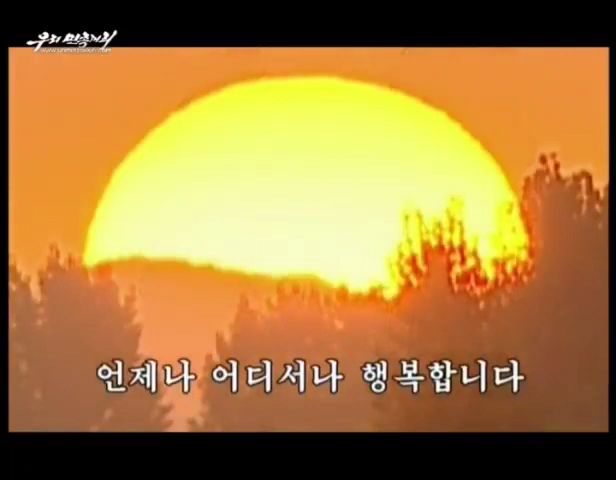 우리민족끼리
언제나 어디서나 행복합니다